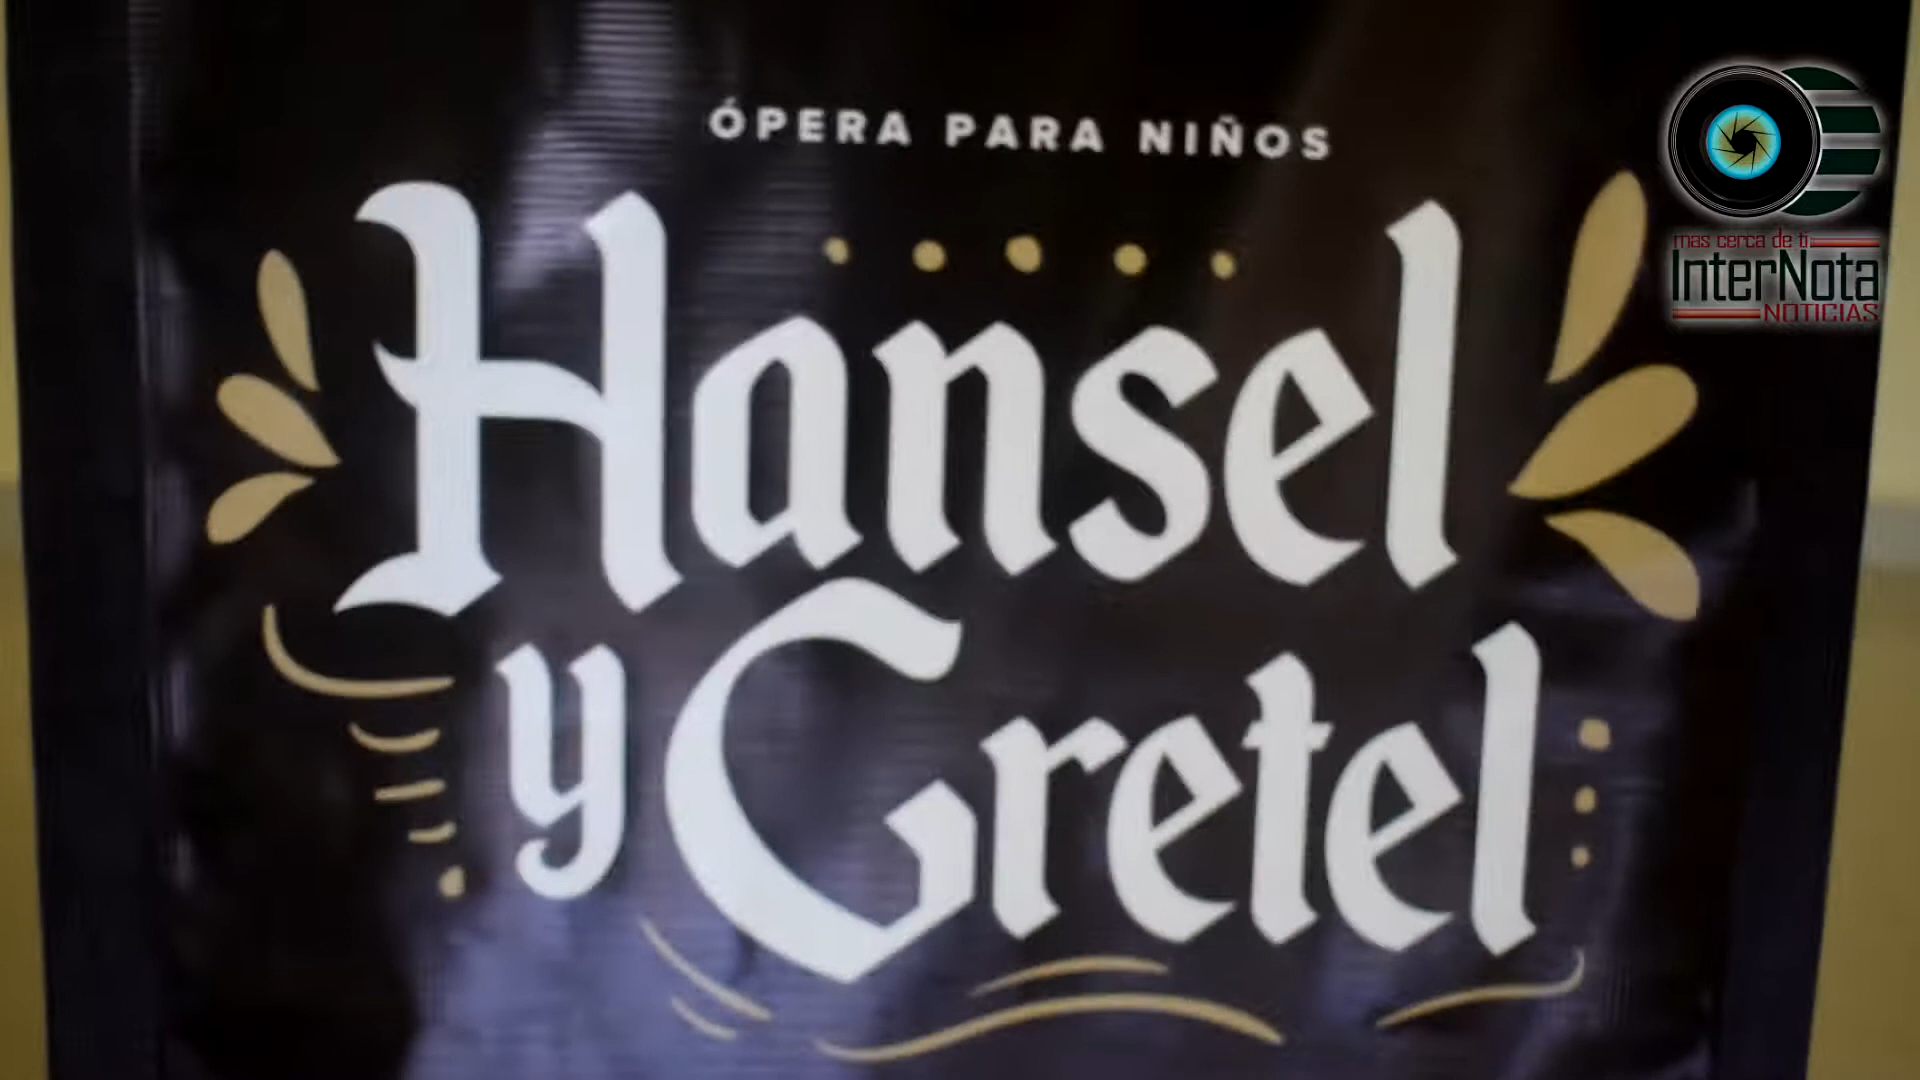 ÓPERA PARA NIÑOS
Hansel
y Gretel
mas cerca de ti
InterNota
NOTICIAS